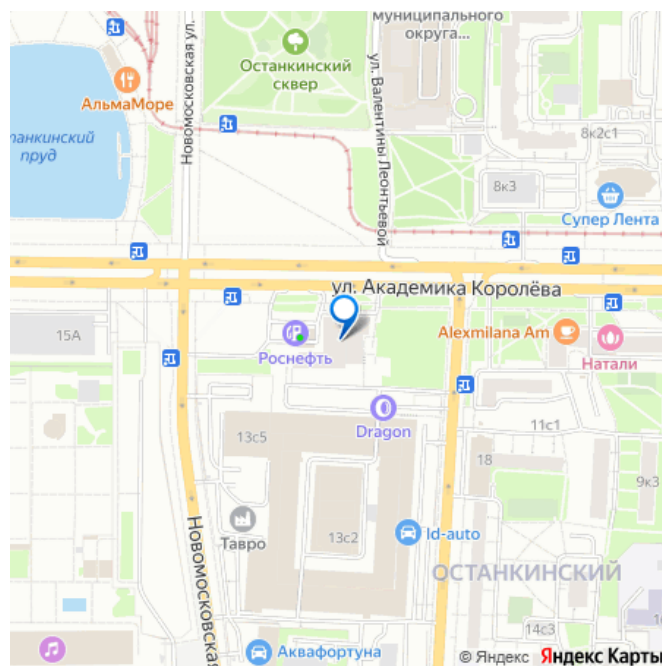 муниципального
округа...
Останкинский
сквер
АльмаМоре
Новомосковская ул.
ул. Валентины Леонтьевой
8к2с1
танкинский
пруд
8к3
Супер Лента
ул. Академика Королёва
15А
Роснефть
Alexmilana Am
Натали
Dragon
13с5
11с1
18
9к3
Тавро
13с2
Id-auto
Новомосковская
ОСТАНКИНСКИЙ
14с3
Аквафортуна
© Яндекс Яндекс Карты